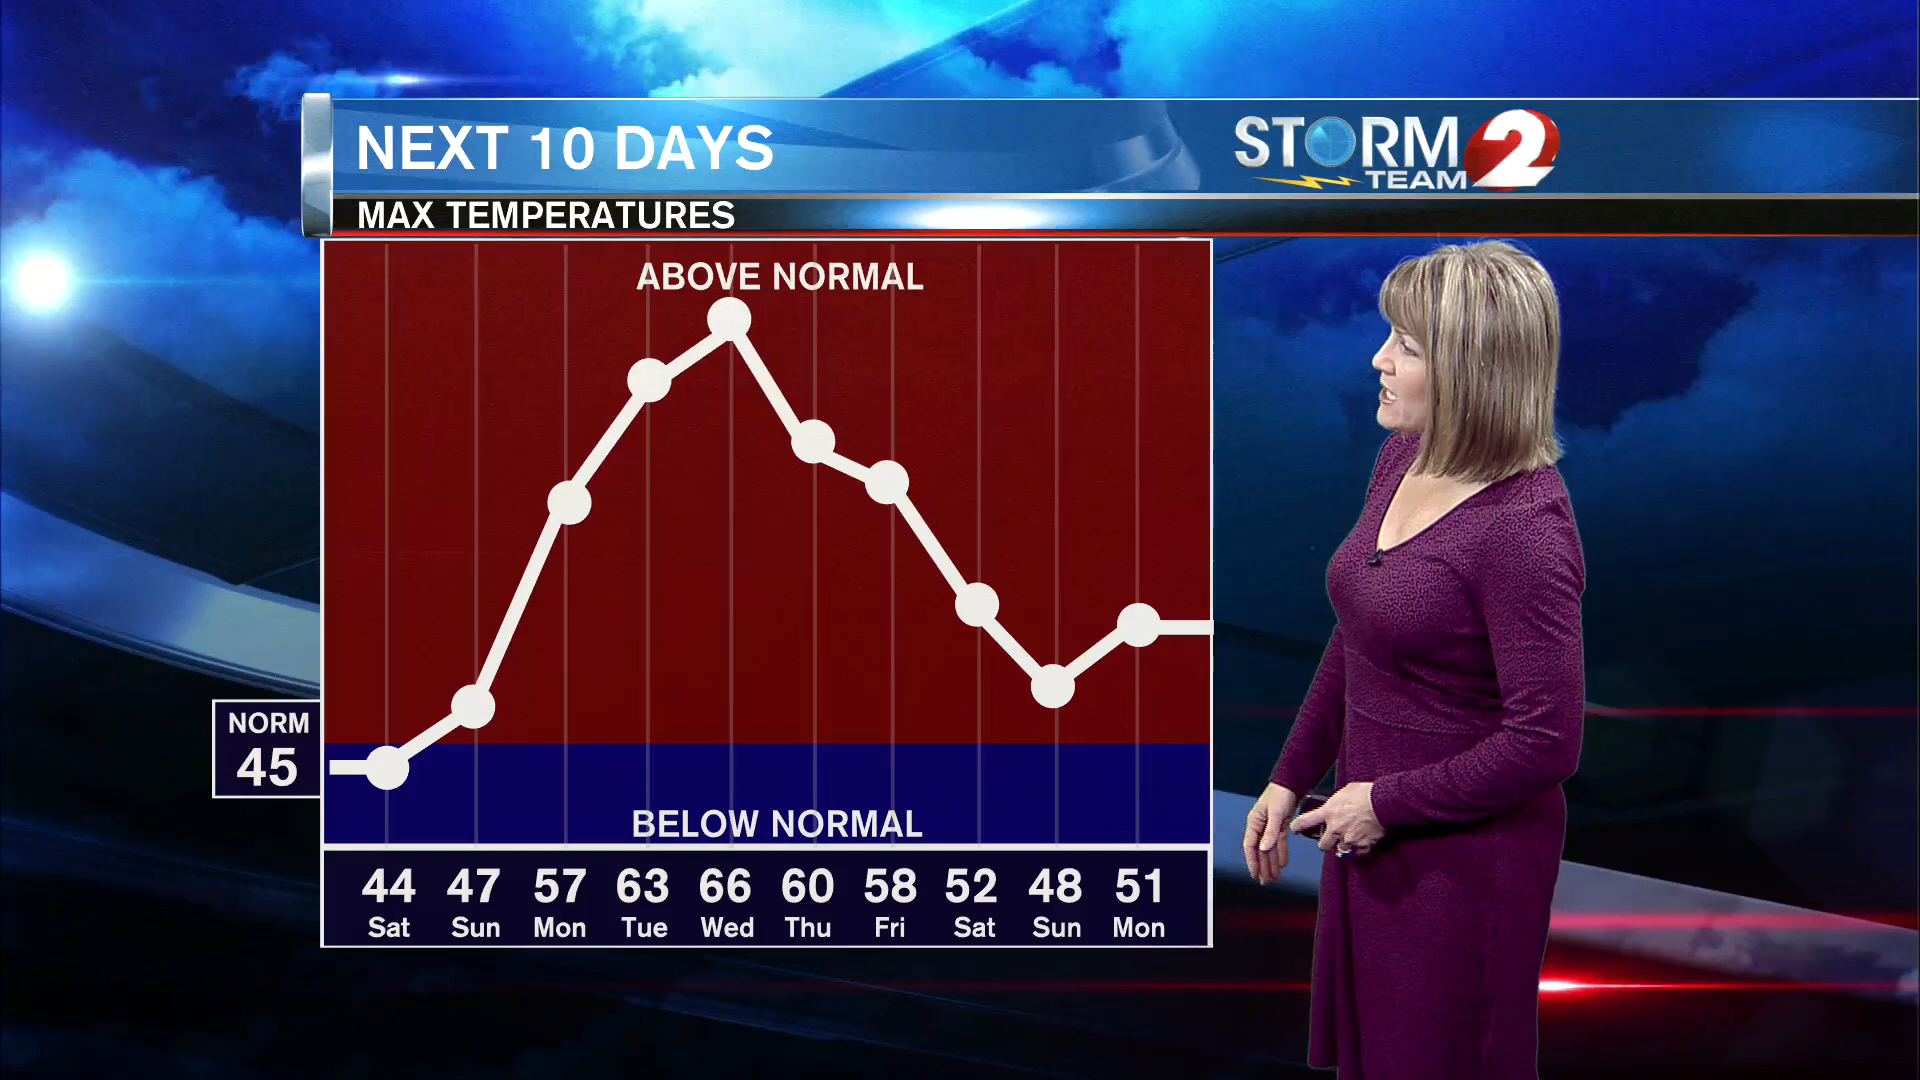 NEXT 10 DAYS
STORM
TEAM 2
MAX TEMPERATURES
ABOVE NORMAL
NORM
45
BELOW NORMAL
44 47 57 63 66 60 58 52 48 51
Sat Sun Mon Tue Wed Thu Fri Sat Sun Mon